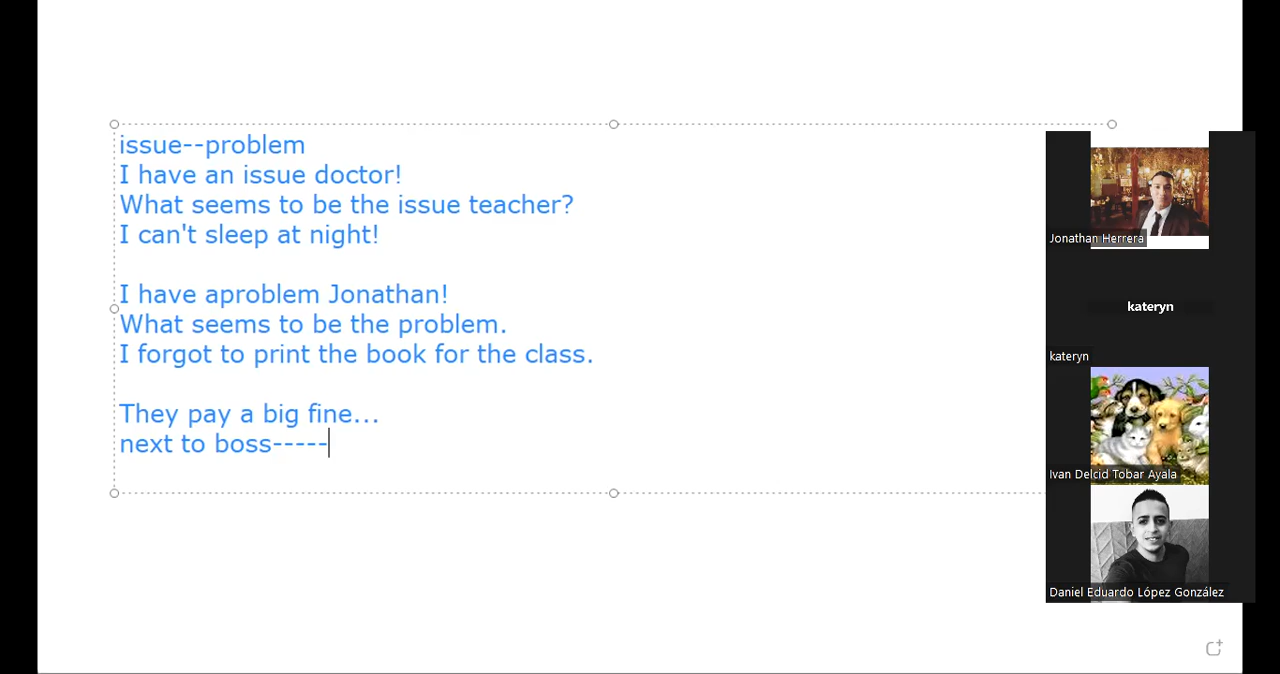 issue--problem
I have an issue doctor!
What seems to be the issue teacher?
I can't sleep at night!
I have aproblem Jonathan!
What seems to be the problem.
I forgot to print the book for the class.
They pay a big fine...
next to boss-----
Jonathan Herrera
kateryn
kateryn
Ivan Delcid Tobar Ayala
Daniel Eduardo López González